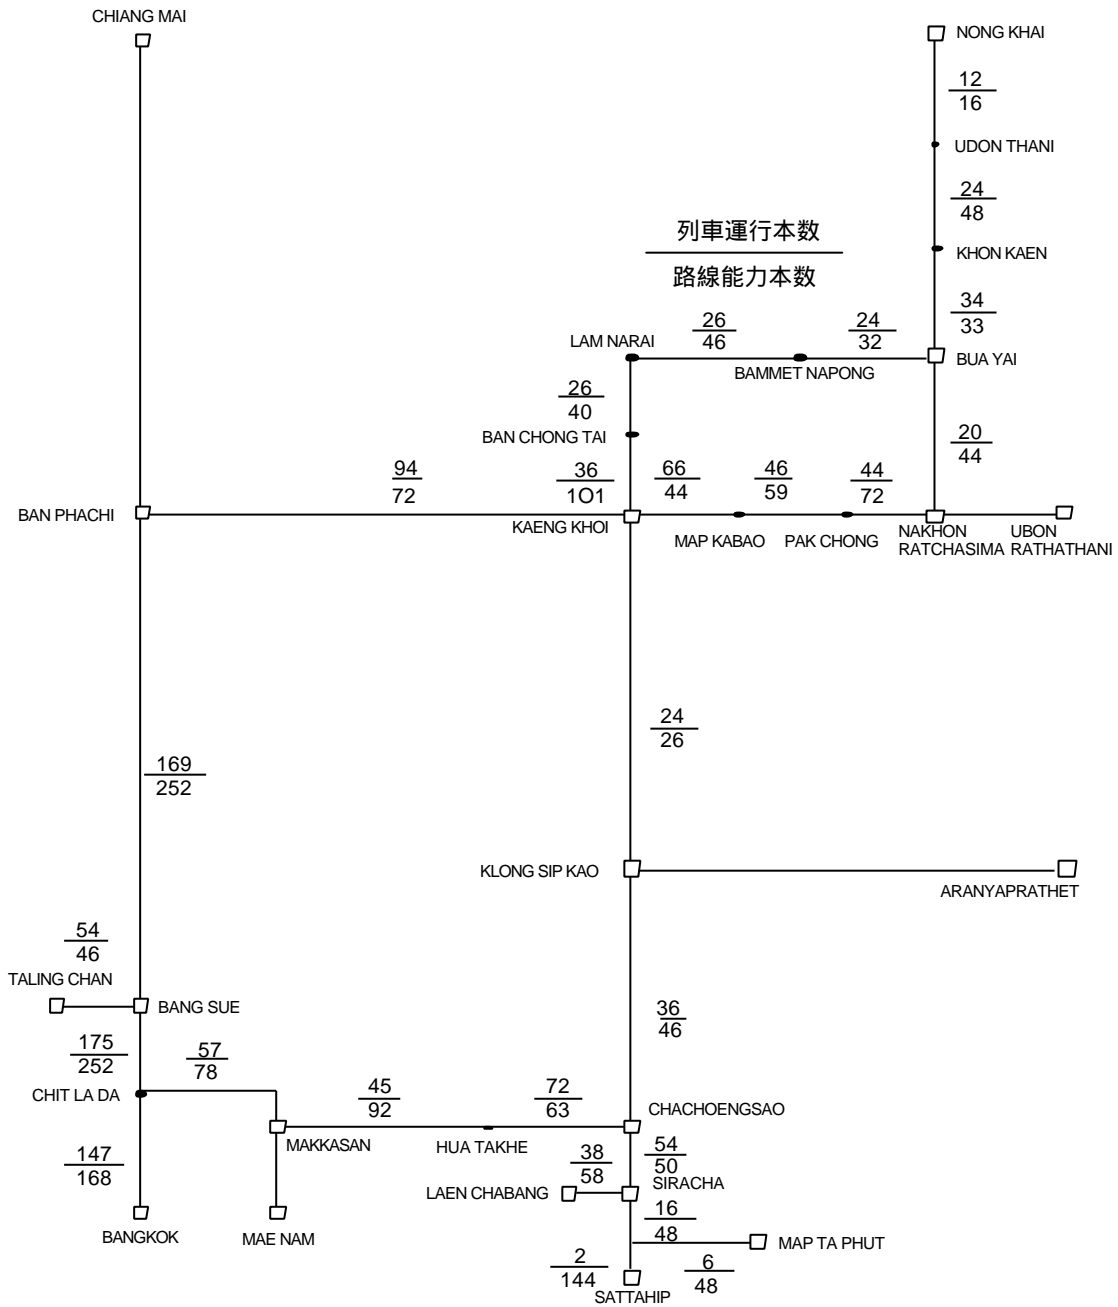 CHIANG MAI
NONG KHAI
12
16
UDON THANI
24
48
列車運行本数
路線能力本数
KHON KAEN
34
33
26
46
24
32
LAM NARAI
BAMMET NAPONG
BUA YAI
26
40
BAN CHONG TAI
20
44
94
72
36
1O1
66
44
46
59
44
72
BAN PHACHI
KAENG KHOI
MAP KABAO
PAK CHONG
NAKHON
RATCHASIMA
UBON
RATHATHANI
24
26
169
252
KLONG SIP KAO
ARANYAPRATHET
54
46
TALING CHAN
BANG SUE
36
46
175
252
57
78
CHIT LA DA
45
92
72
63
CHACHOENGSAO
MAKKASAN
HUA TAKHE
147
168
38
58
54
50
SIRACHA
LAEN CHABANG
16
48
BANGKOK
MAE NAM
MAP TA PHUT
2
144
6
48
SATTAHIP